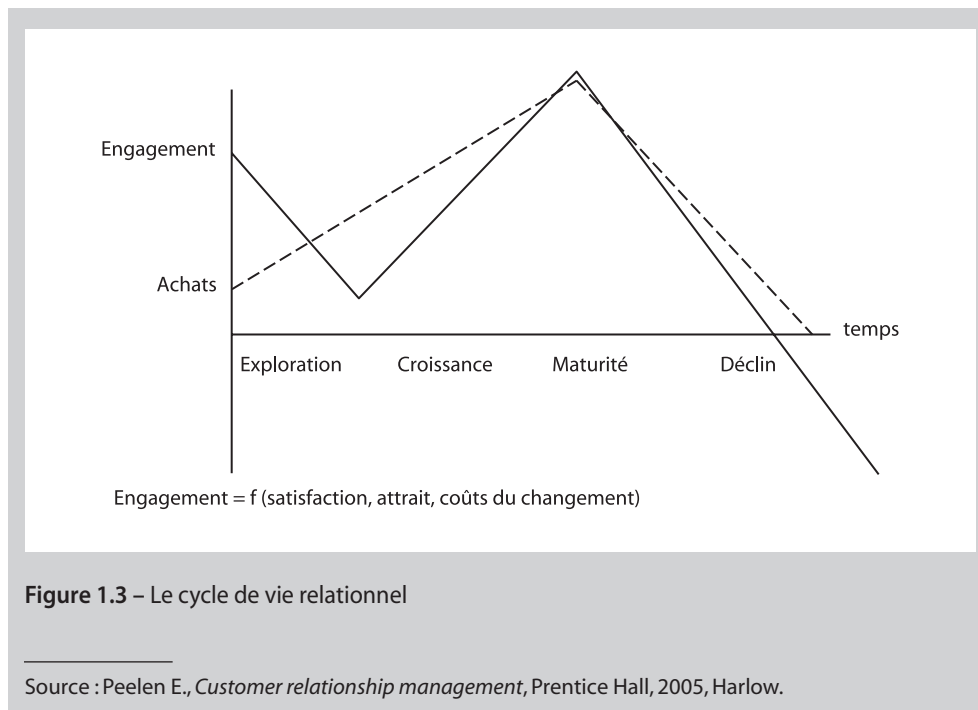 Engagement
Achats
temps
Exploration Croissance Maturité Déclin
Engagement = f (satisfaction, attrait, coûts du changement)
Figure 1.3 – Le cycle de vie relationnel
Source : Peelen E., Customer relationship management, Prentice Hall, 2005, Harlow.